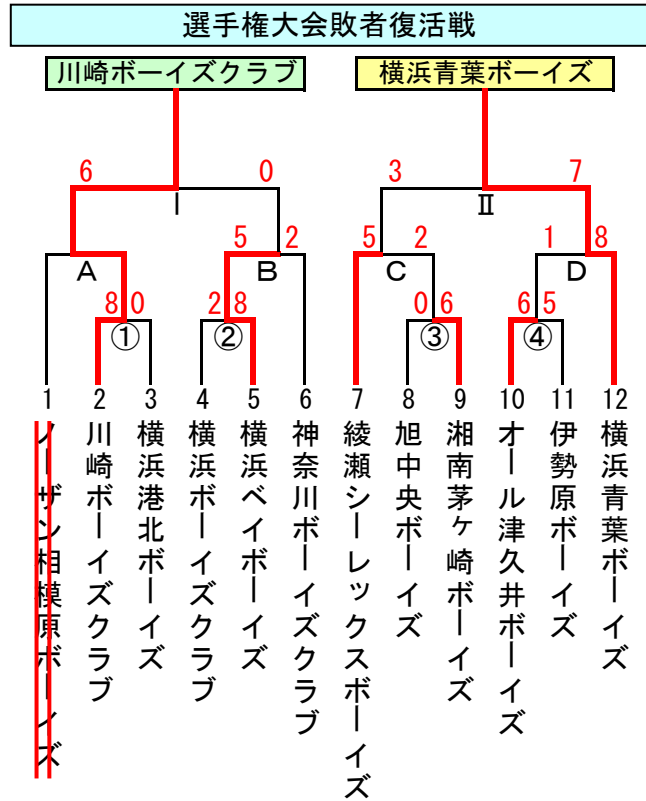 選手権大会敗者復活戦
川崎ボーイズクラブ 横浜青葉ボーイズ
6 0 3 7
Ⅰ Ⅱ
5 2 5 2 1 8
A B C D
8 0 2 8 0 6 6 5
① ② ③ ④
1 2 3 4 5 6 7 8 9 10 11 12
ノーザン相模原ボーイズ
川崎ボーイズクラブ
横浜港北ボーイズ
横浜ボーイズクラブ
横浜ベイボーイズ
神奈川ボーイズクラブ
綾瀬シーレックスボーイズ
旭中央ボーイズ
湘南茅ヶ崎ボーイズ
オール津久井ボーイズ
伊勢原ボーイズ
横浜青葉ボーイズ